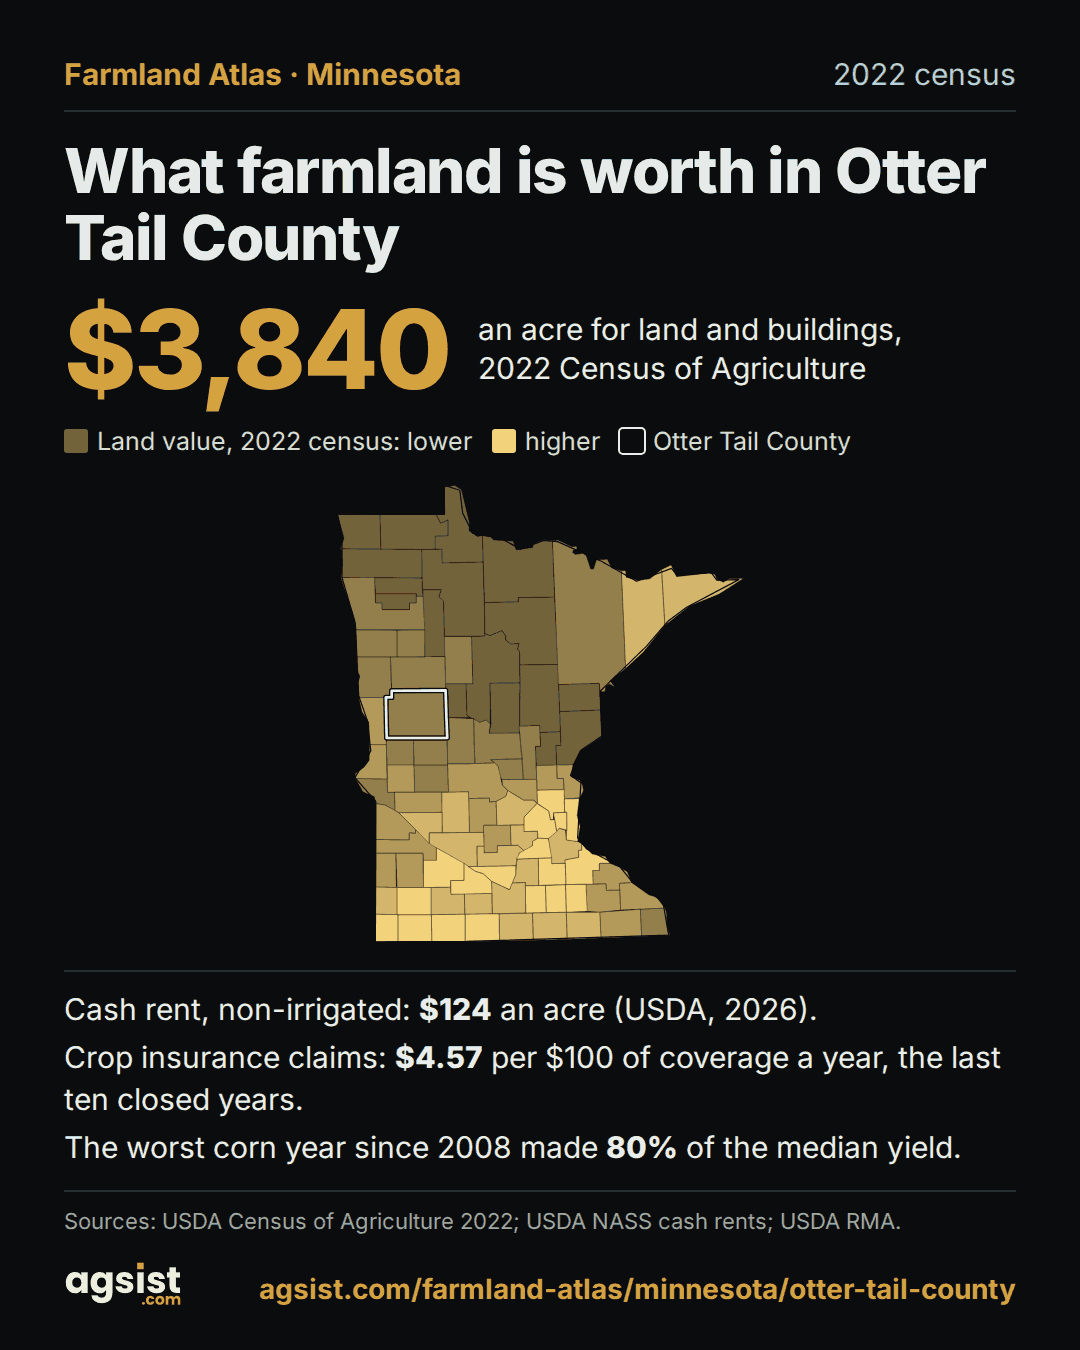 Farmland Atlas · Minnesota
2022 census
What farmland is worth in Otter
Tail County
$3,840
an acre for land and buildings,
2022 Census of Agriculture
Land value, 2022 census: lower
higher
Otter Tail County
Cash rent, non-irrigated: $124 an acre (USDA, 2026).
Crop insurance claims: $4.57 per $100 of coverage a year, the last
ten closed years.
The worst corn year since 2008 made 80% of the median yield.
Sources: USDA Census of Agriculture 2022; USDA NASS cash rents; USDA RMA.
agsist
.com
agsist.com/farmland-atlas/minnesota/otter-tail-county